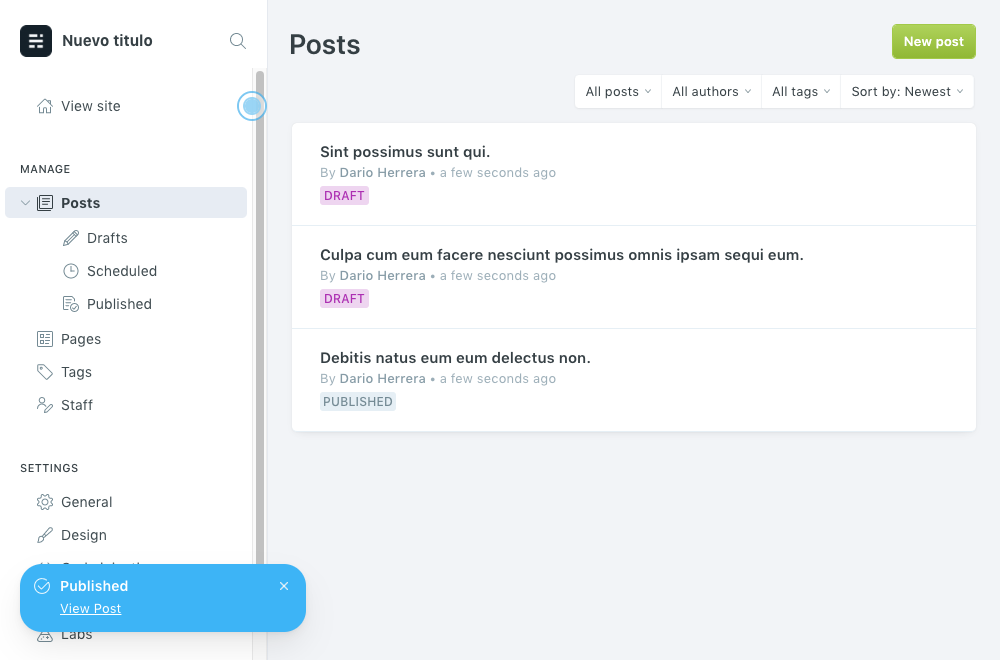 Nuevo titulo
View site
MANAGE
Posts
Drafts
Scheduled
Published
Pages
Tags
Staff
SETTINGS
General
Design
Published
View Post
Labs
Posts
New post
All posts
All authors
All tags
Sort by: Newest
Sint possimus sunt qui.
By Dario Herrera • a few seconds ago
DRAFT
Culpa cum eum facere nesciunt possimus omnis ipsam sequi eum.
By Dario Herrera • a few seconds ago
DRAFT
Debitis natus eum eum delectus non.
By Dario Herrera • a few seconds ago
PUBLISHED